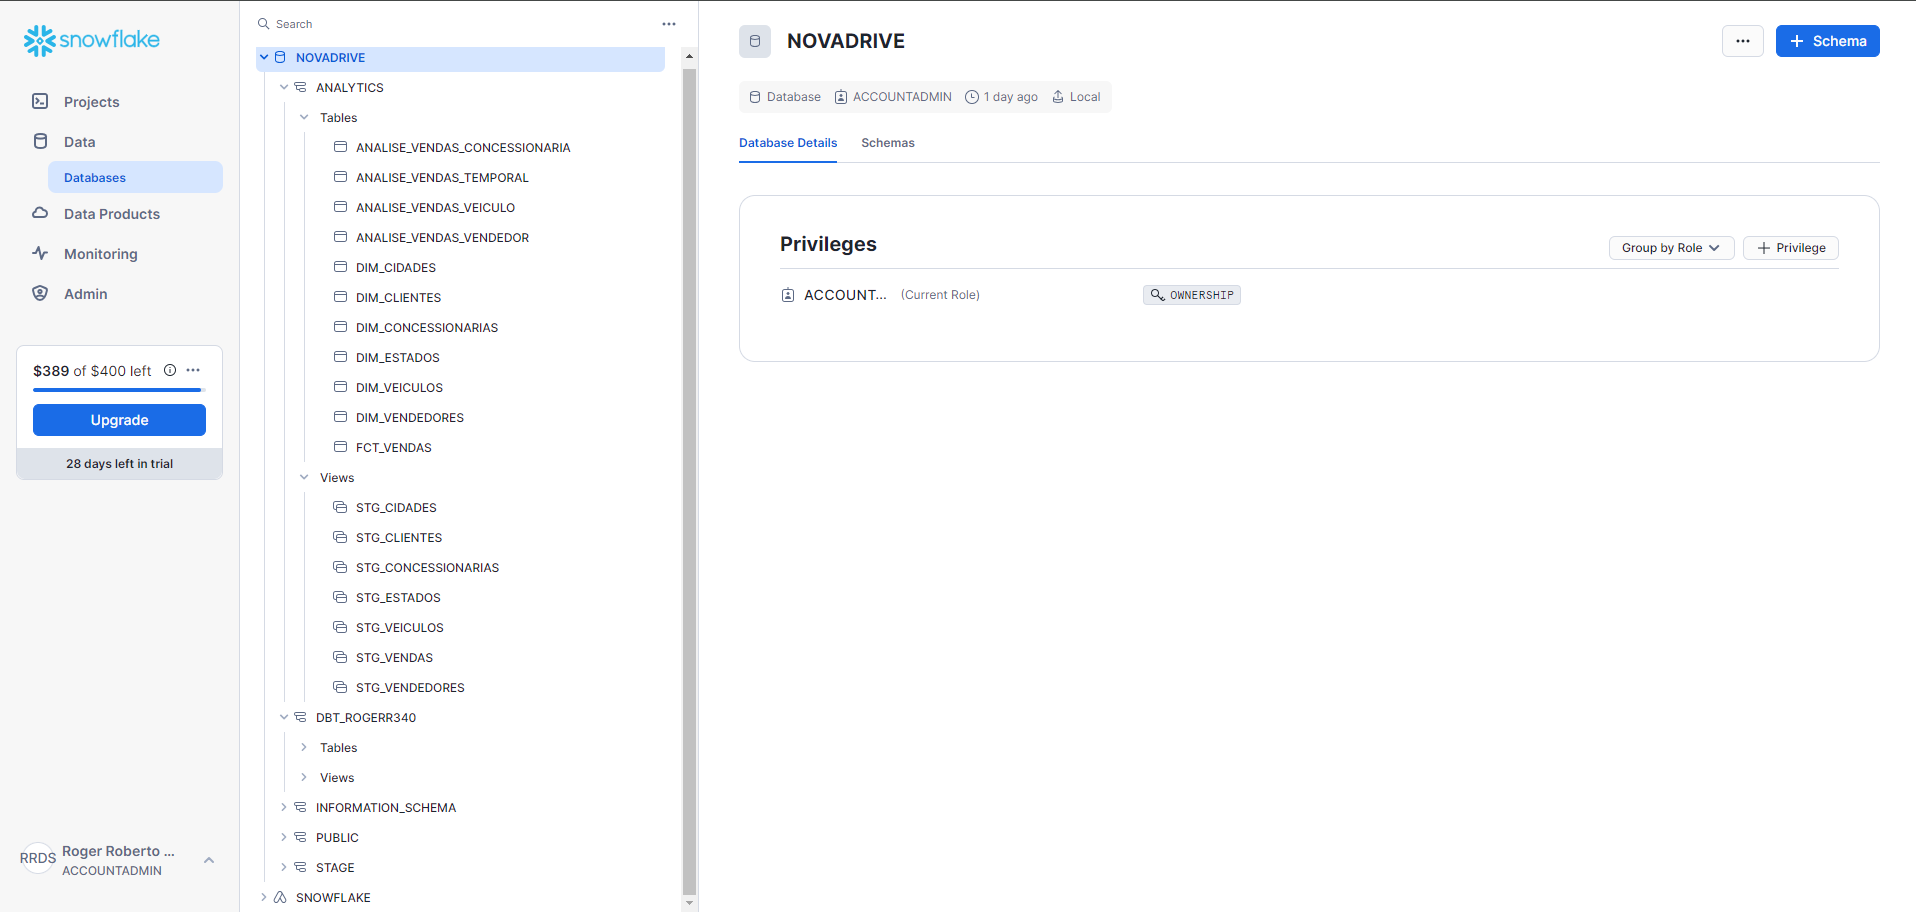 snowflake
Projects
Data
Databases
Data Products
Monitoring
Admin
$389 of $400 left
Upgrade
28 days left in trial
RRDS
Roger Roberto ...
ACCOUNTADMIN
Search
NOVADRIVE
ANALYTICS
Tables
ANALISE_VENDAS_CONCESSIONARIA
ANALISE_VENDAS_TEMPORAL
ANALISE_VENDAS_VEICULO
ANALISE_VENDAS_VENDEDOR
DIM_CIDADES
DIM_CLIENTES
DIM_CONCESSIONARIAS
DIM_ESTADOS
DIM_VEICULOS
DIM_VENDEDORES
FCT_VENDAS
Views
STG_CIDADES
STG_CLIENTES
STG_CONCESSIONARIAS
STG_ESTADOS
STG_VEICULOS
STG_VENDAS
STG_VENDEDORES
DBT_ROGERR340
Tables
Views
INFORMATION_SCHEMA
PUBLIC
STAGE
SNOWFLAKE
NOVADRIVE
+ Schema
Database ACCOUNTADMIN 1 day ago Local
Database Details Schemas
Privileges
Group by Role
+ Privilege
ACCOUNT... (Current Role) OWNERSHIP